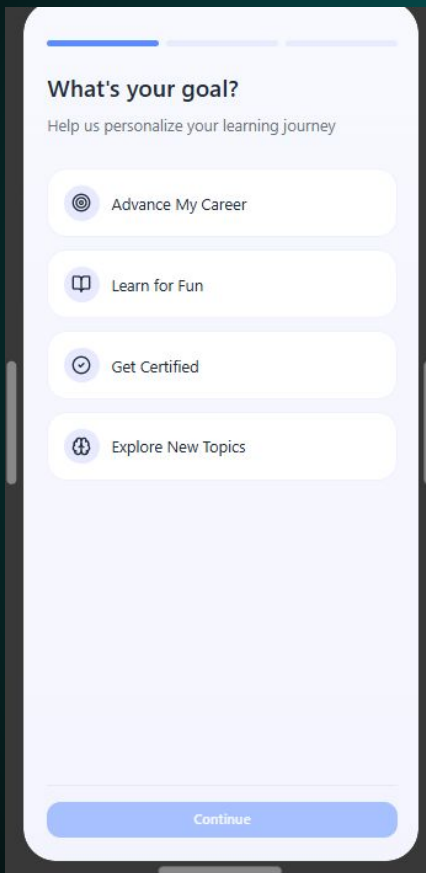 What's your goal?
Help us personalize your learning journey
Advance My Career
Learn for Fun
Get Certified
Explore New Topics
Continue